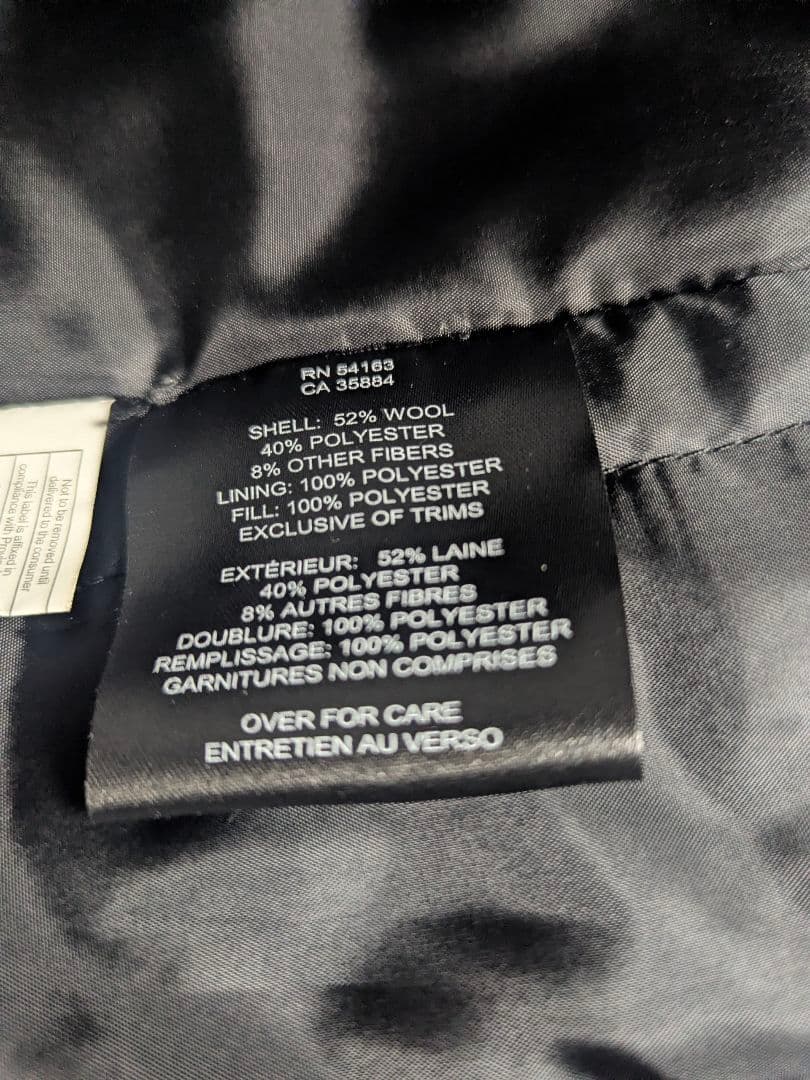 RN 54163
CA 35884
SHELL: 52% WOOL
40% POLYESTER
8% OTHER FIBERS
LINING: 100% POLYESTER
FILL: 100% POLYESTER
EXCLUSIVE OF TRIMS
EXTÉRIEUR: 52% LAINE
40% POLYESTER
8% AUTRES FIBRES
DOUBLURE: 100% POLYESTER
REMPLISSAGE: 100% POLYESTER
GARNITURES NON COMPRISES
OVER FOR CARE
ENTRETIEN AU VERSO
Not to be removed until
delivered to the consumer
This label is affixed in
compliance with